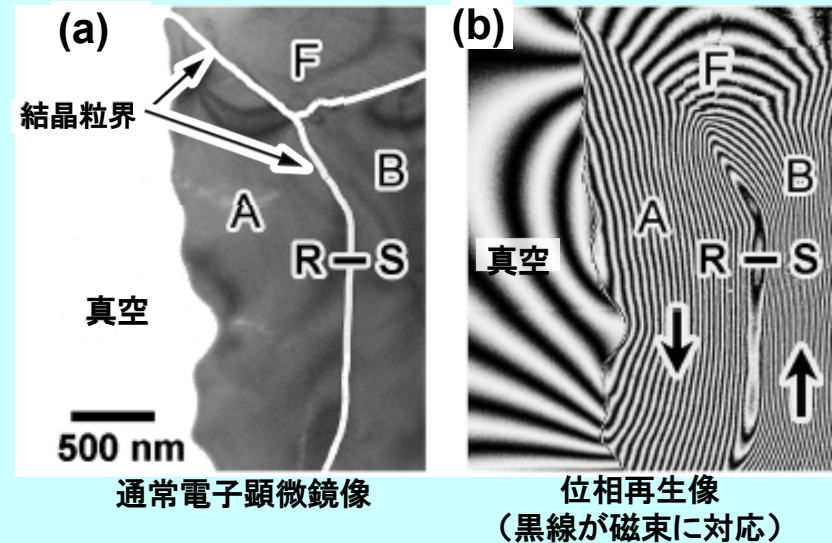 (a)
F
結晶粒界
B
A
R S
真空
500 nm
通常電子顕微鏡像
(b)
F
B
A
真空
R S
位相再生像
（黒線が磁束に対応）